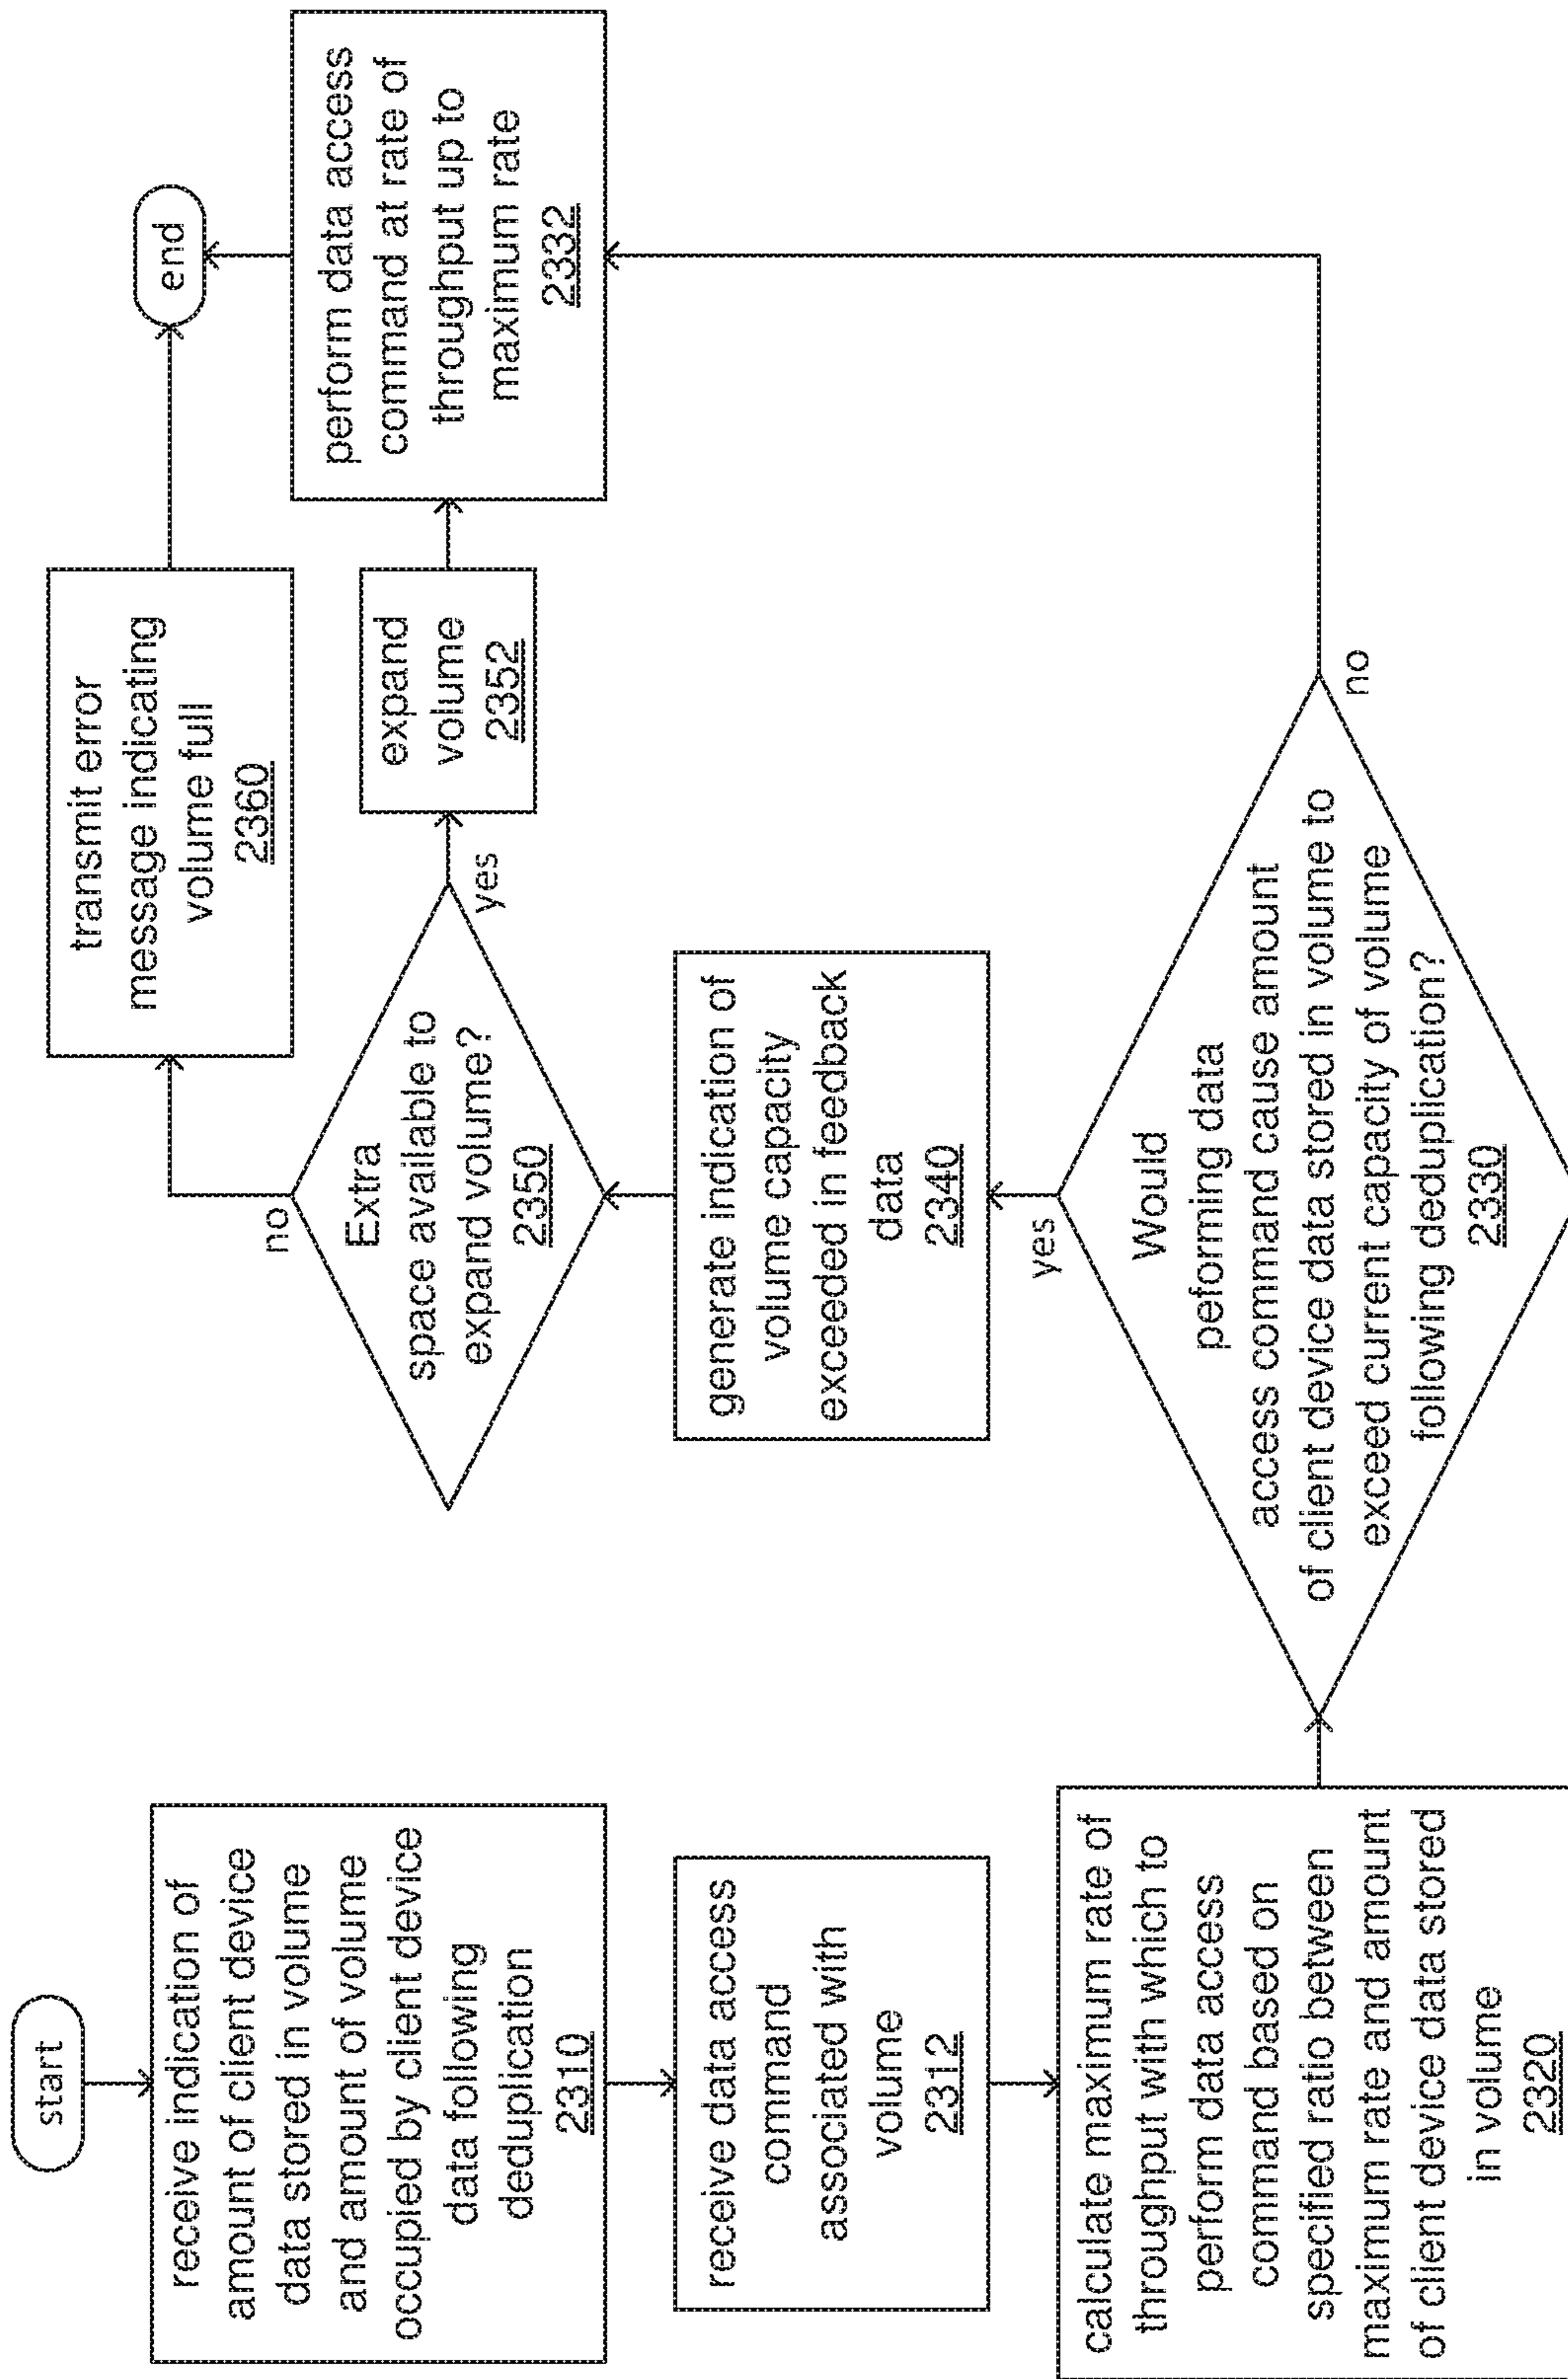 start
receive indication of
amount of client device
data stored in volume
and amount of volume
occupied by client device
data following
deduplication
2310
receive data access
command
associated with
volume
2312
calculate maximum rate of
throughput with which to
perform data access
command based on
specified ratio between
maximum rate and amount
of client device data stored
in volume
2320
Would
peforming data
access command cause amount
of client device data stored in volume to
exceed current capacity of volume
following deduplication?
2330
yes
no
generate indication of
volume capacity
exceeded in feedback
data
2340
Extra
space available to
expand volume?
2350
no
yes
transmit error
message indicating
volume full
2360
expand
volume
2352
perform data access
command at rate of
throughput up to
maximum rate
2332
end